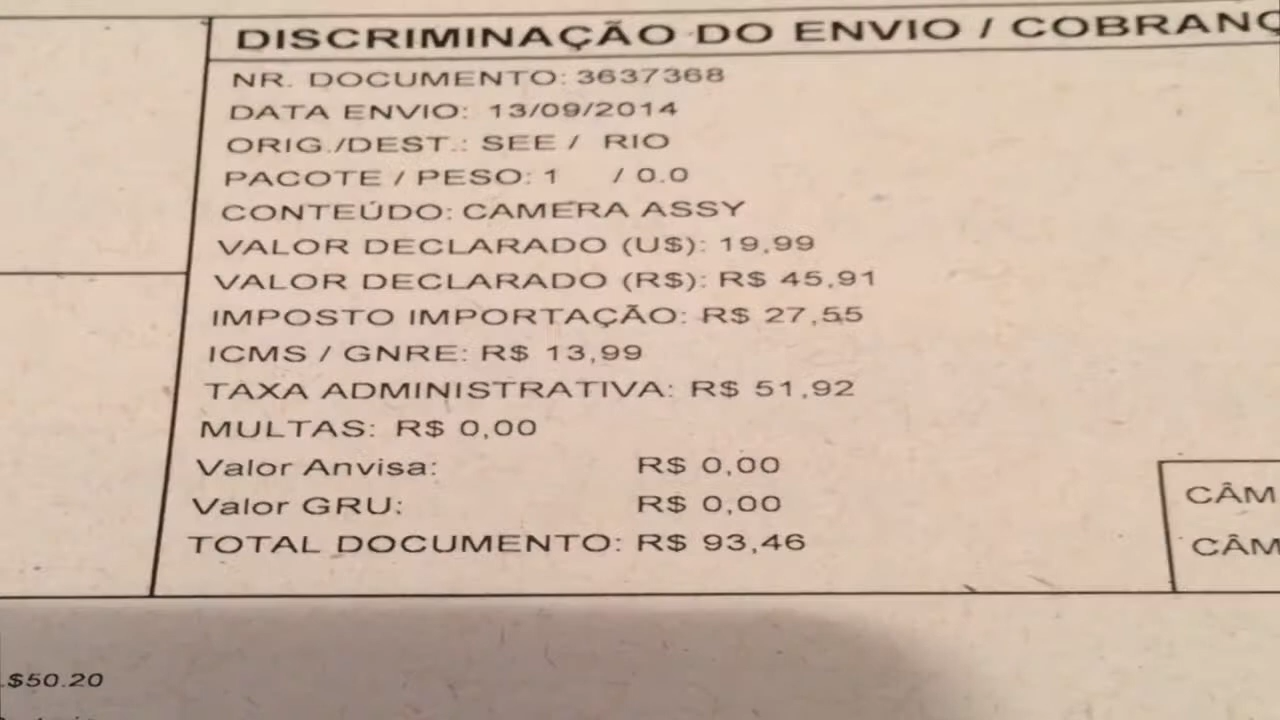 DISCRIMINAÇÃO DO ENVIO / COBRANÇ
NR. DOCUMENTO: 3637368
DATA ENVIO: 13/09/2014
ORIG./DEST.: SEE / RIO
PACOTE / PESO: 1 / 0.0
CONTEÚDO: CAMERA ASSY
VALOR DECLARADO (U$): 19,99
VALOR DECLARADO (R$): R$ 45,91
IMPOSTO IMPORTAÇÃO: R$ 27,55
ICMS / GNRE: R$ 13,99
TAXA ADMINISTRATIVA: R$ 51,92
MULTAS: R$ 0,00
Valor Anvisa: R$ 0,00
Valor GRU: R$ 0,00
TOTAL DOCUMENTO: R$ 93,46
CÂM
CÂM
$50.20